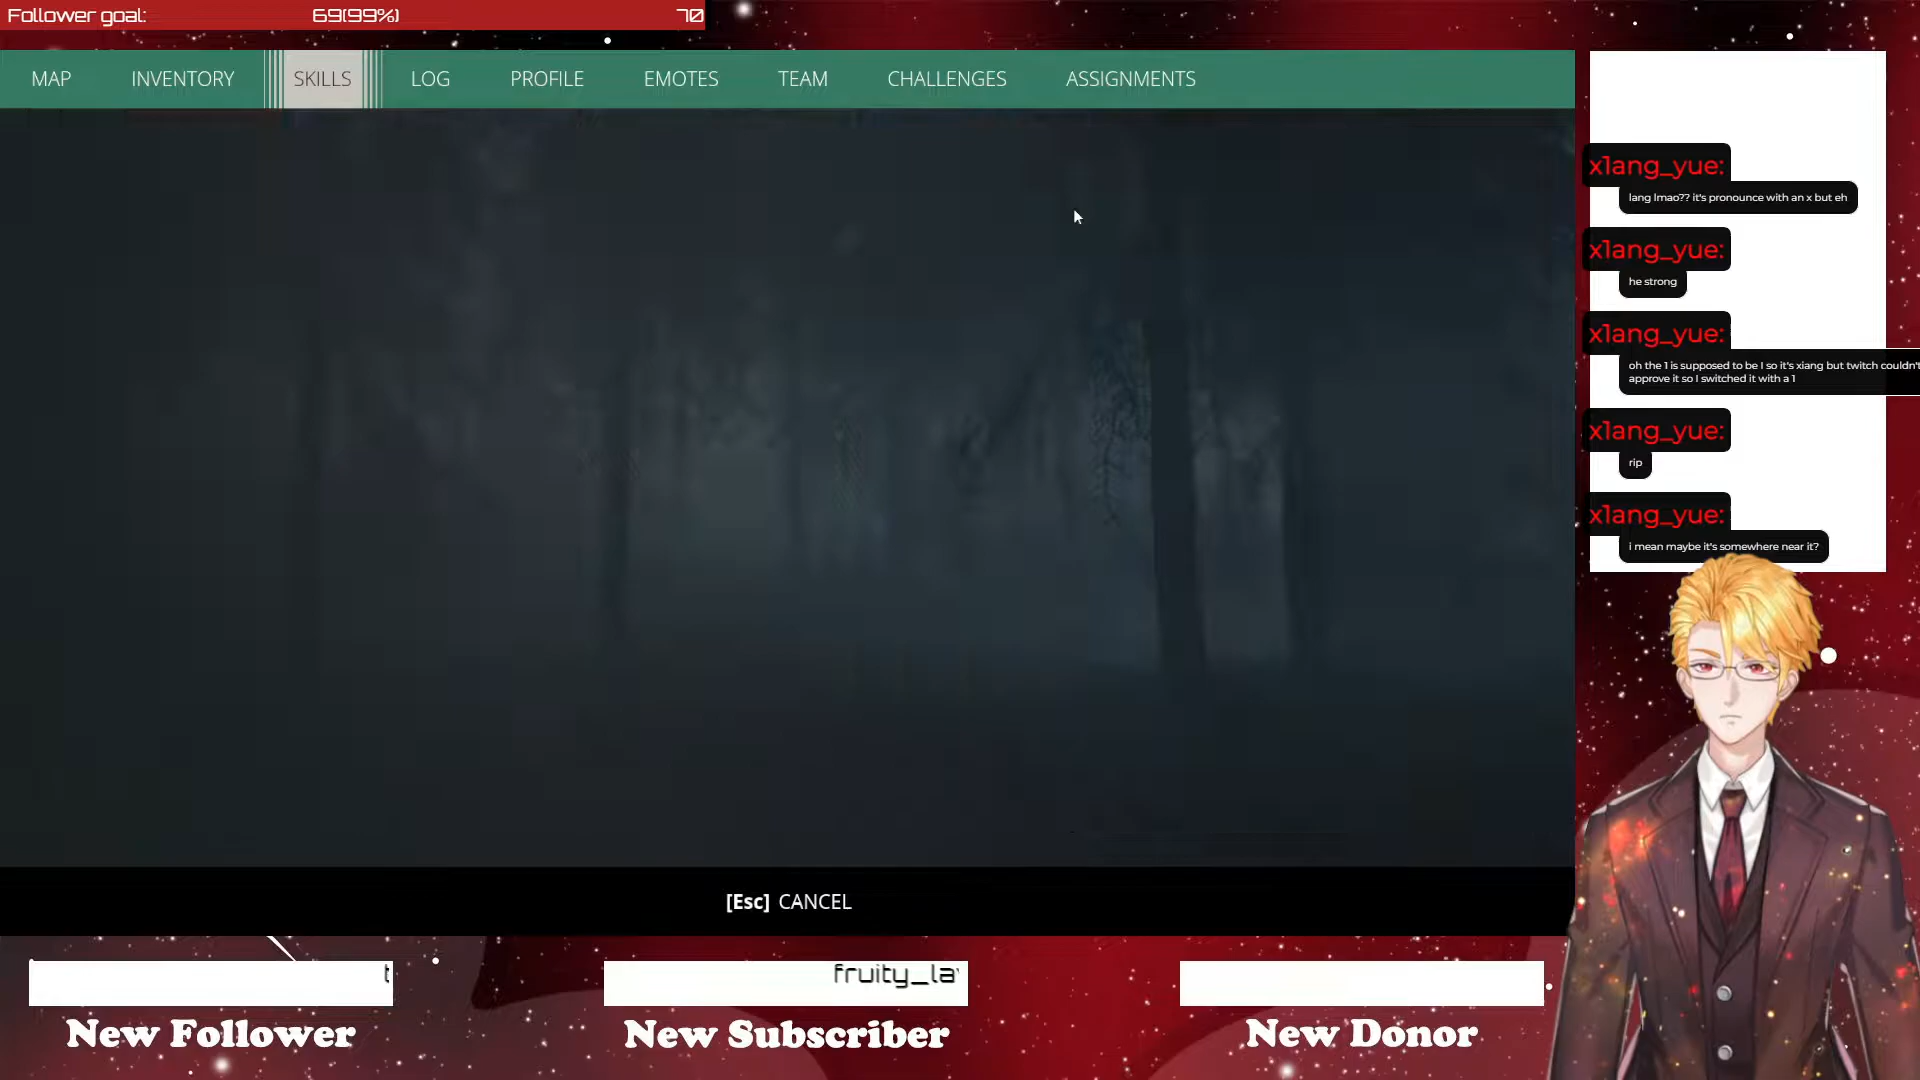 Follower goal: 69(99%) 70
MAP INVENTORY SKILLS LOG PROFILE EMOTES TEAM CHALLENGES ASSIGNMENTS
x1ang_yue:
lang lmao?? it's pronounce with an x but eh
x1ang_yue:
he strong
x1ang_yue:
oh the 1 is supposed to be I so it's xiang but twitch couldn't
approve it so I switched it with a 1
x1ang_yue:
rip
x1ang_yue:
i mean maybe it's somewhere near it?
[Esc] CANCEL
fruity_la
New Follower
New Subscriber
New Donor